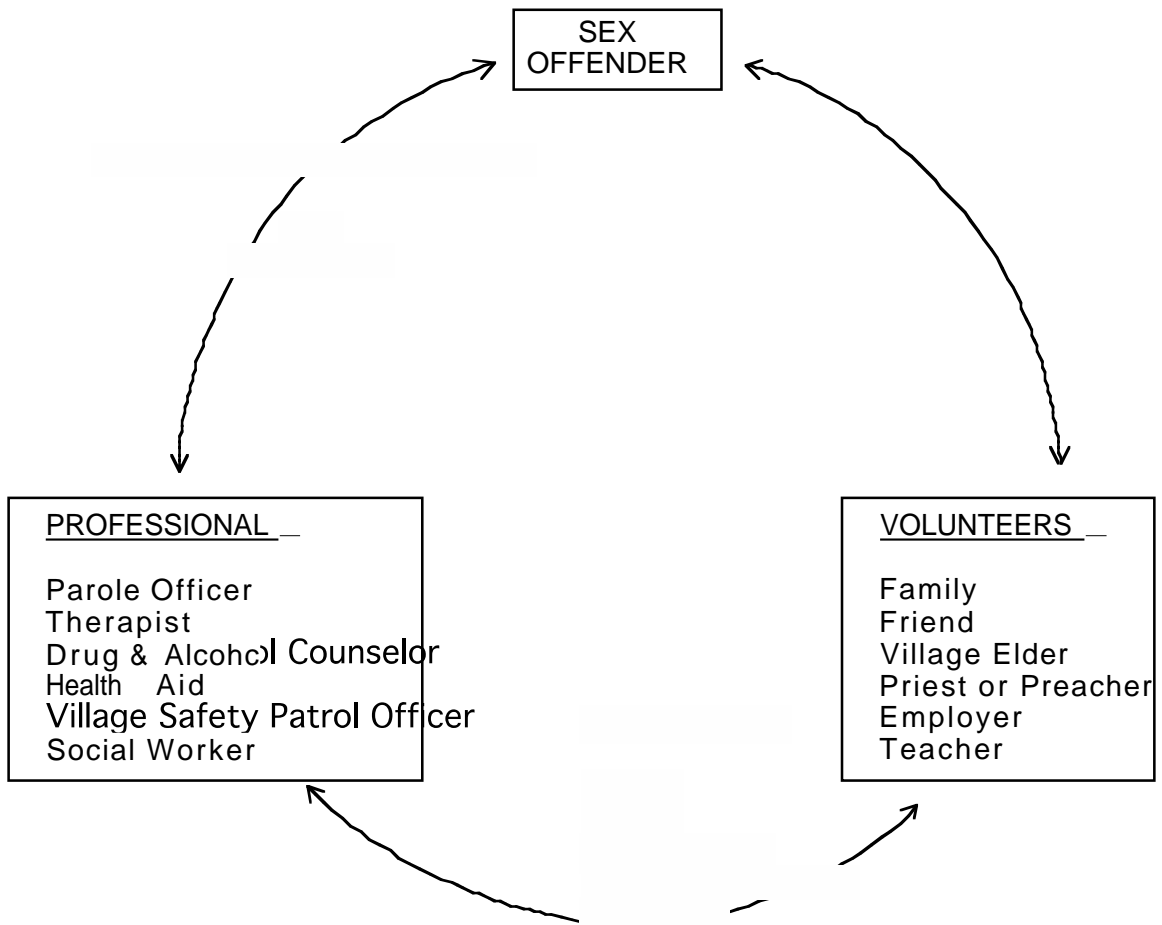 SEX
OFFENDER
PROFESSIONAL _
Parole Officer
Therapist
Drug & Alcohol Counselor
Health Aid
Village Safety Patrol Officer
Social Worker
VOLUNTEERS _
Family
Friend
Village Elder
Priest or Preacher
Employer
Teacher